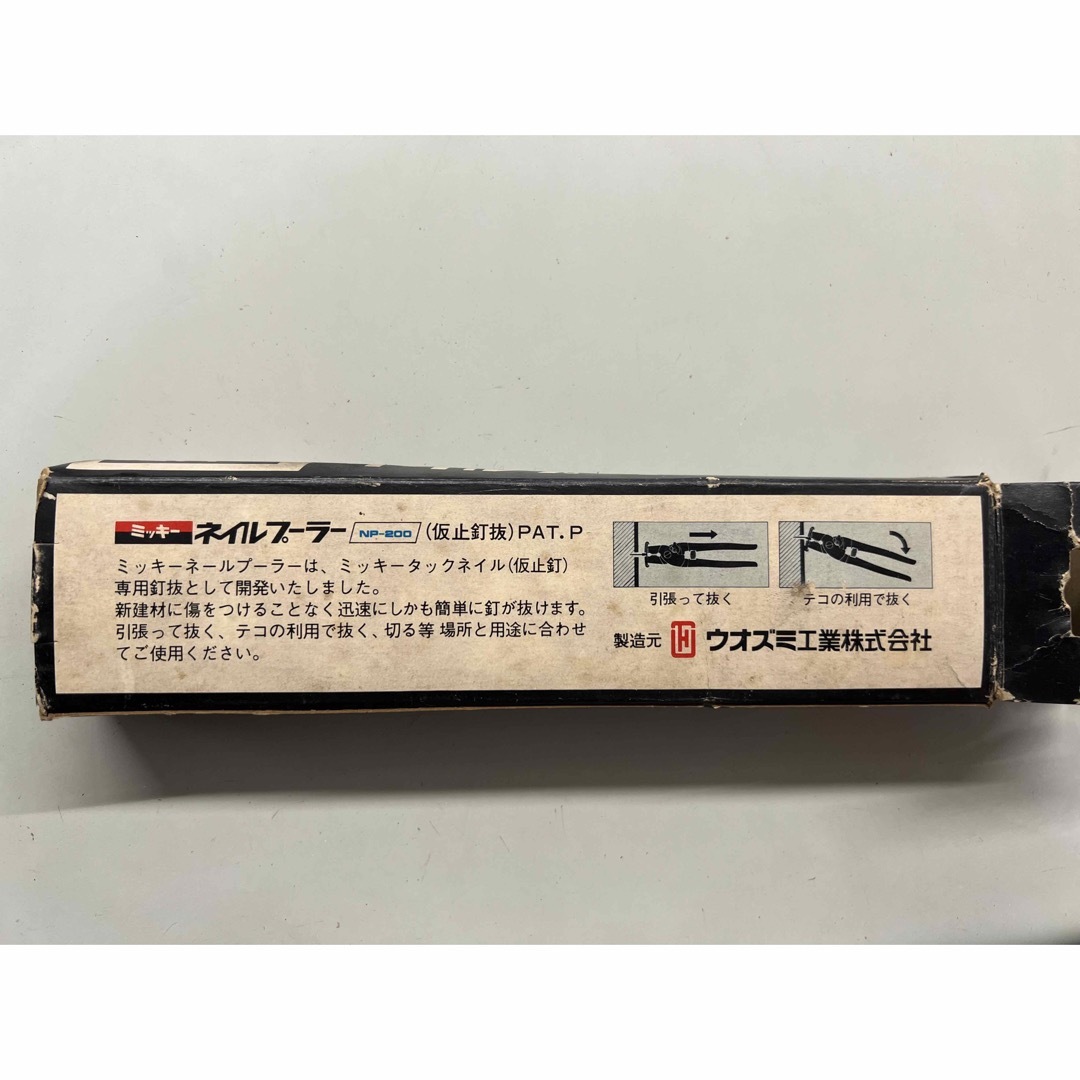 ミッキー ネイルプーラー NP-200 (仮止釘抜) PAT.P
ミッキーネールプーラーは、ミッキータックネイル(仮止釘)
専用釘抜として開発いたしました。
新建材に傷をつけることなく迅速にしかも簡単に釘が抜けます。
引張って抜く、テコの利用で抜く、切る等 場所と用途に合わせ
てご使用ください。
引張って抜く
テコの利用で抜く
製造元 ウオズミ工業株式会社